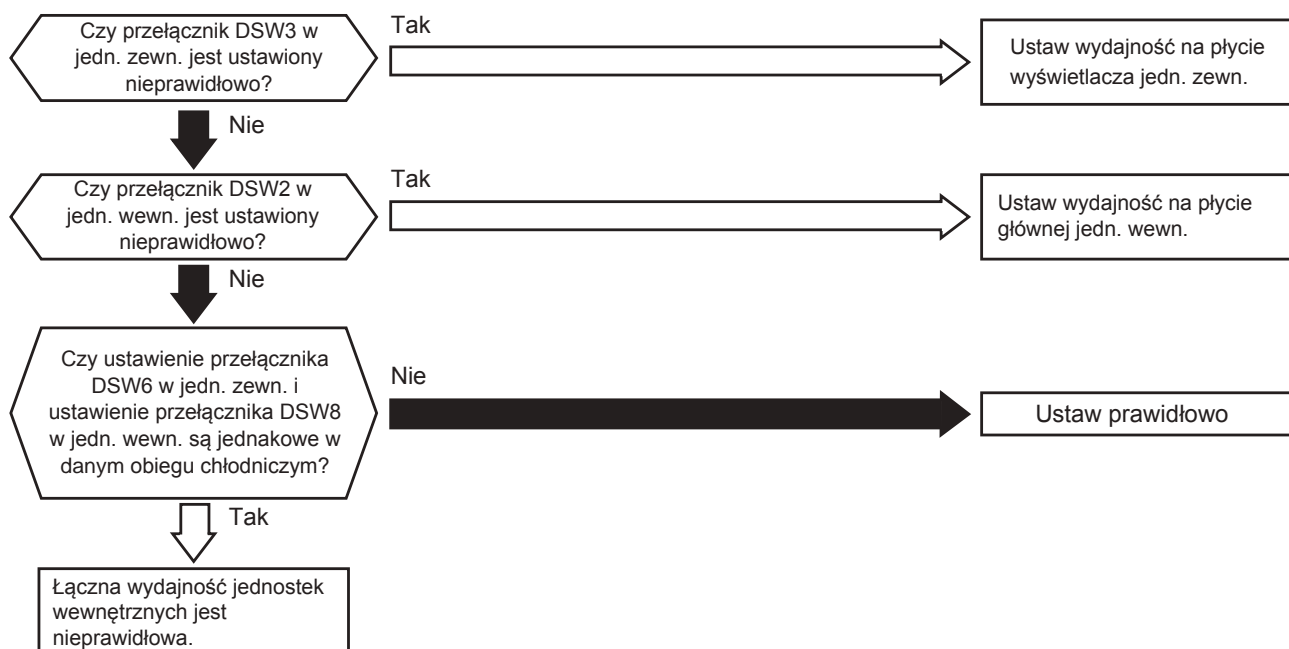 Czy przełącznik DSW3 w
jedn. zewn. jest ustawiony
nieprawidłowo?
Tak
Ustaw wydajność na płycie
wyświetlacza jedn. zewn.
Nie
Czy przełącznik DSW2 w
jedn. wewn. jest ustawiony
nieprawidłowo?
Tak
Ustaw wydajność na płycie
głównej jedn. wewn.
Nie
Czy ustawienie przełącznika
DSW6 w jedn. zewn. i
ustawienie przełącznika DSW8
w jedn. wewn. są jednakowe w
danym obiegu chłodniczym?
Nie
Ustaw prawidłowo
Tak
Łączna wydajność jednostek
wewnętrznych jest
nieprawidłowa.